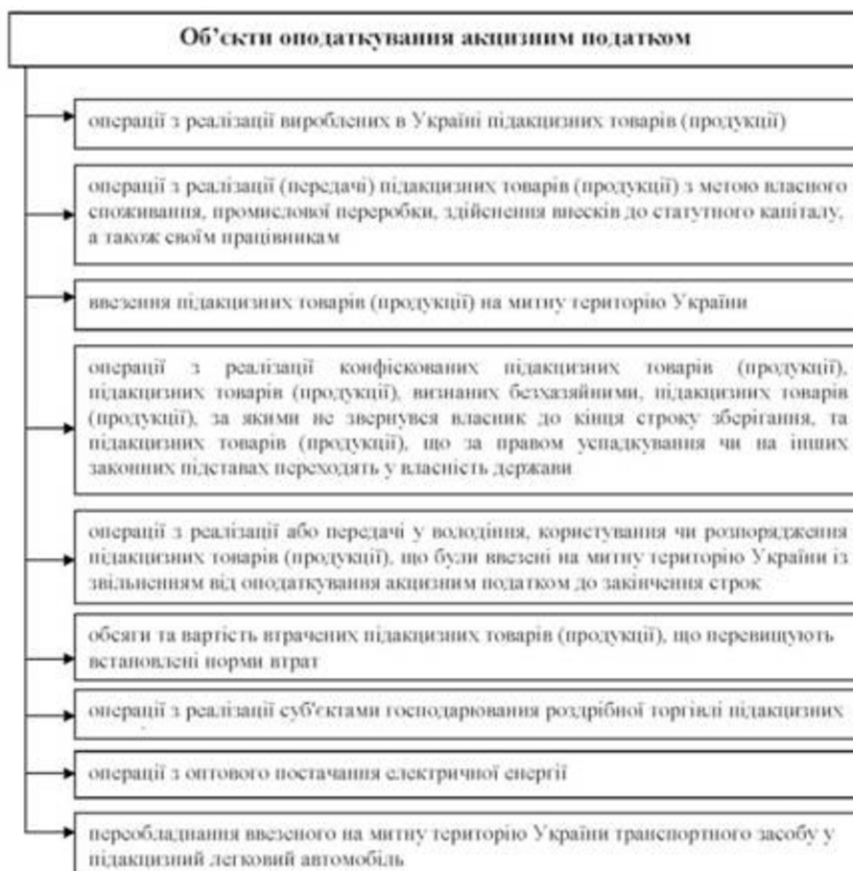 Об’єкти оподаткування акцизним податком
операції з реалізації вироблених в Україні підакцизних товарів (продукції)
операції з реалізації (передачі) підакцизних товарів (продукції) з метою власного
споживання, промислової переробки, здійснення внесків до статутного капіталу,
а також своїм працівникам
ввезення підакцизних товарів (продукції) на митну територію України
операції з реалізації конфіскованих підакцизних товарів (продукції),
підакцизних товарів (продукції), визнаних безхазяйними, підакцизних товарів
(продукції), за якими не звернувся власник до кінця строку зберігання, та
підакцизних товарів (продукції), що за правом успадкування чи на інших
законних підставах переходять у власність держави
операції з реалізації або передачі у володіння, користування чи розпорядження
підакцизних товарів (продукції), що були ввезені на митну територію України із
звільненням від оподаткування акцизним податком до закінчення строк
обсяги та вартість втрачених підакцизних товарів (продукції), що перевищують
встановлені норми втрат
операції з реалізації суб'єктами господарювання роздрібної торгівлі підакцизних
операції з оптового постачання електричної енергії
переобладнання ввезеного на митну територію України транспортного засобу у
підакцизний легковий автомобіль